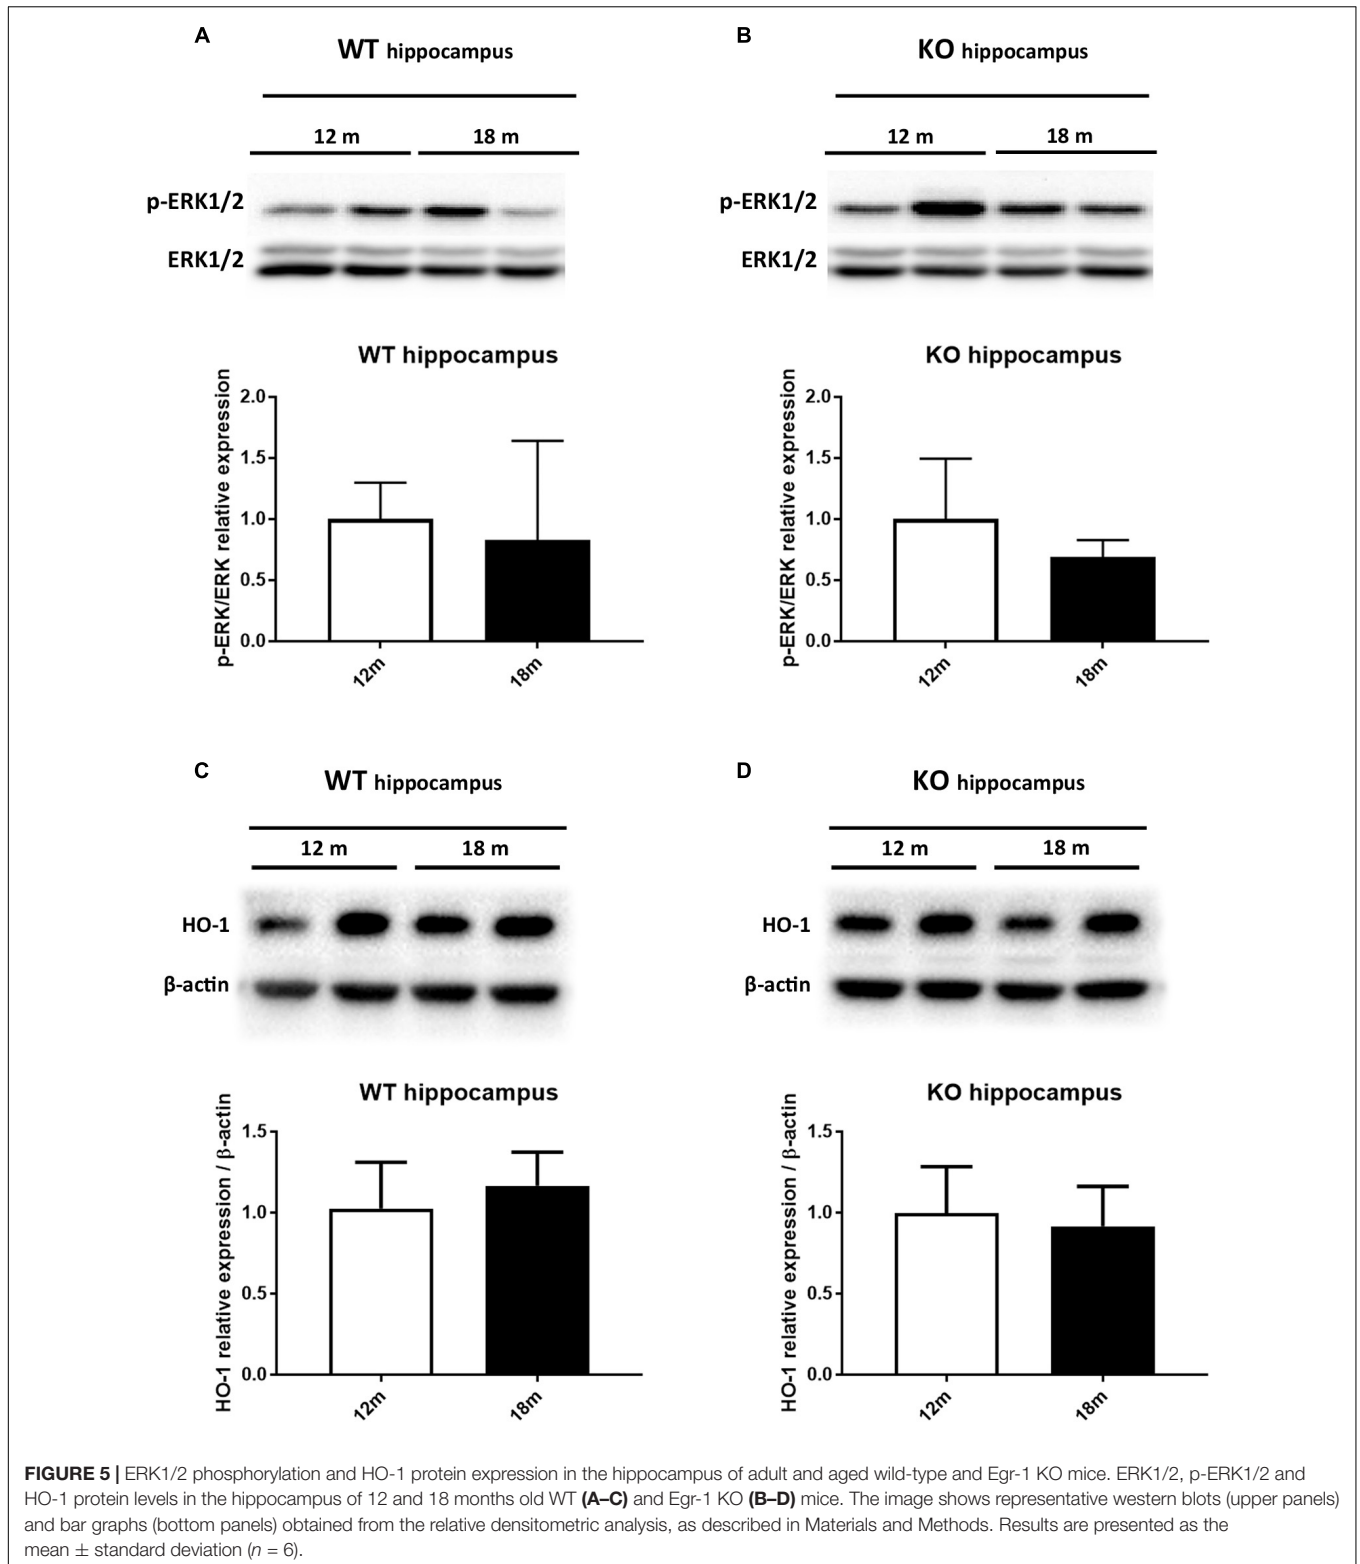 A
WT hippocampus
12 m 18 m
p-ERK1/2
ERK1/2
WT hippocampus
p-ERK/ERK relative expression
2.0
1.5
1.0
0.5
0.0
12m 18m
B
KO hippocampus
12 m 18 m
p-ERK1/2
ERK1/2
KO hippocampus
p-ERK/ERK relative expression
2.0
1.5
1.0
0.5
0.0
12m 18m
C
WT hippocampus
12 m 18 m
HO-1
β-actin
WT hippocampus
HO-1 relative expression / β-actin
1.5
1.0
0.5
0.0
12m 18m
D
KO hippocampus
12 m 18 m
HO-1
β-actin
KO hippocampus
HO-1 relative expression / β-actin
1.5
1.0
0.5
0.0
12m 18m
FIGURE 5 | ERK1/2 phosphorylation and HO-1 protein expression in the hippocampus of adult and aged wild-type and Egr-1 KO mice. ERK1/2, p-ERK1/2 and
HO-1 protein levels in the hippocampus of 12 and 18 months old WT (A–C) and Egr-1 KO (B–D) mice. The image shows representative western blots (upper panels)
and bar graphs (bottom panels) obtained from the relative densitometric analysis, as described in Materials and Methods. Results are presented as the
mean ± standard deviation (n = 6).